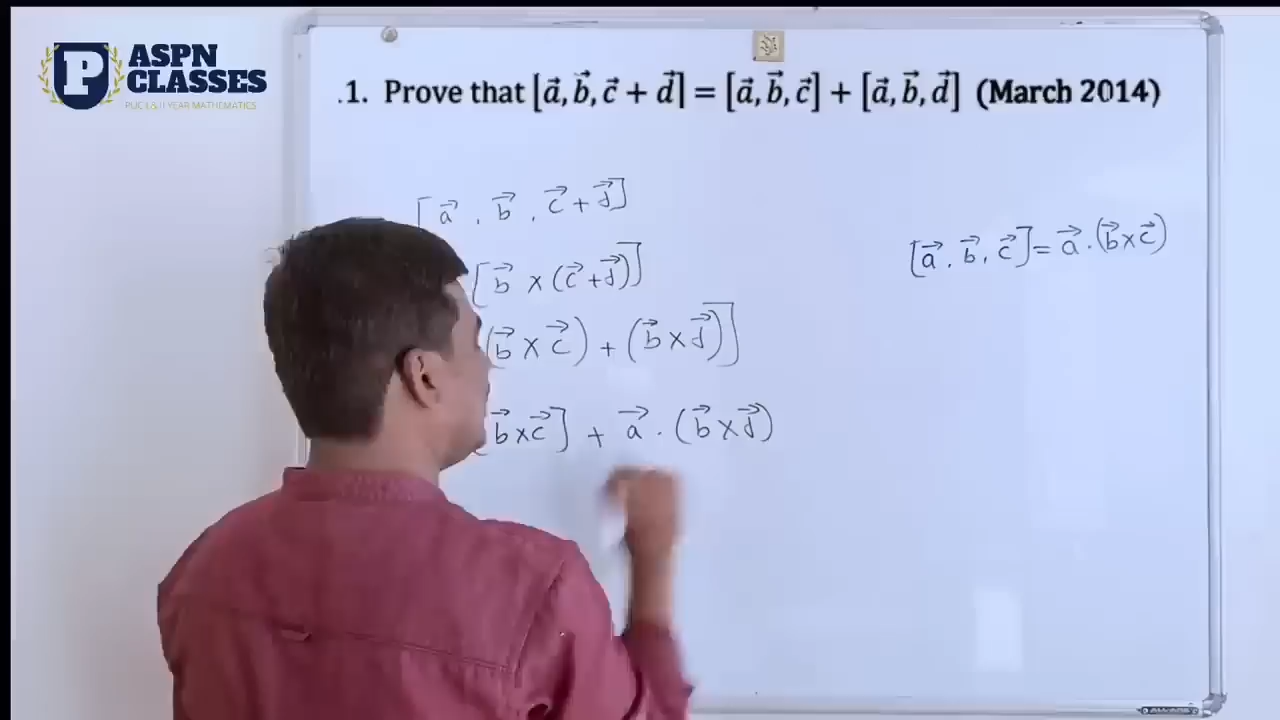 ASPN
CLASSES
PUC I & II YEAR MATHEMATICS
.1. Prove that [a⃗, b⃗, c⃗ + d⃗] = [a⃗, b⃗, c⃗] + [a⃗, b⃗, d⃗] (March 2014)
[a⃗, b⃗, c⃗ + d⃗]
[a⃗, b⃗, c⃗] = a⃗ · (b⃗ × c⃗)
[b⃗ × (c⃗ + d⃗)]
(b⃗ × c⃗) + (b⃗ × d⃗)]
b⃗ × c⃗] + a⃗ · (b⃗ × d⃗)